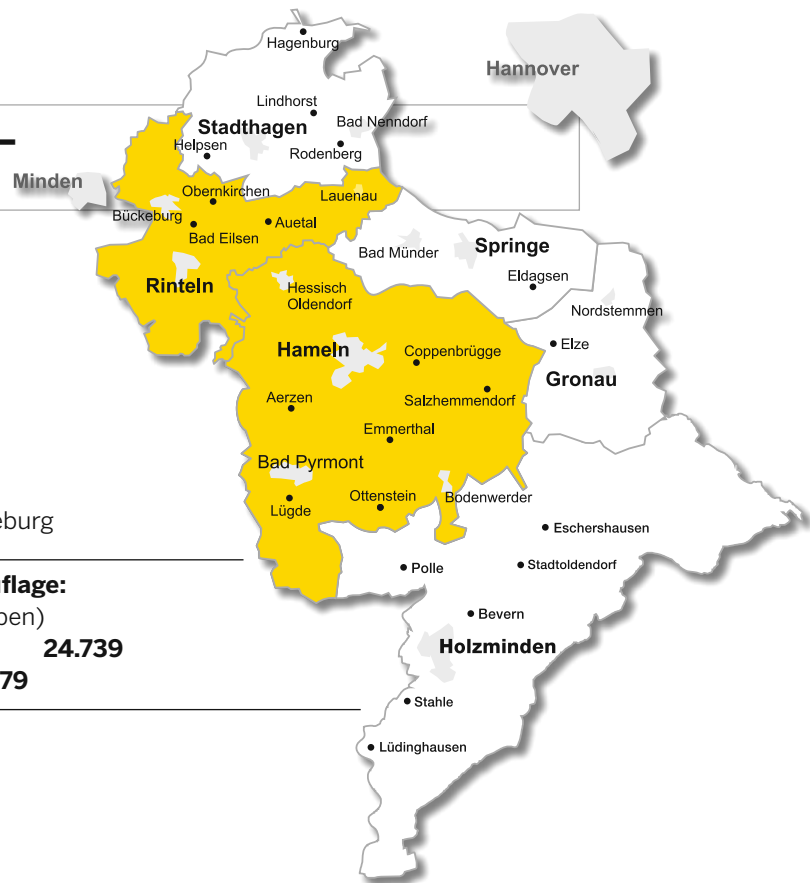 Hagenburg
Hannover
Lindhorst
Bad Nenndorf
Stadthagen
Helpsen
Rodenberg
Minden
Obernkirchen
Lauenau
Bückeburg
Auetal
Bad Eilsen
Bad Münder
Springe
Eldagsen
Rinteln
Hessisch
Oldendorf
Nordstemmen
Hameln
Coppenbrügge
Elze
Gronau
Aerzen
Salzhemmendorf
Emmerthal
Bad Pyrmont
Ottenstein
Bodenwerder
Lügde
eburg
Eschershausen
flage:
Polle
Stadtoldendorf
ben)
Bevern
24.739
Holzminden
79
Stahle
Lüdinghausen